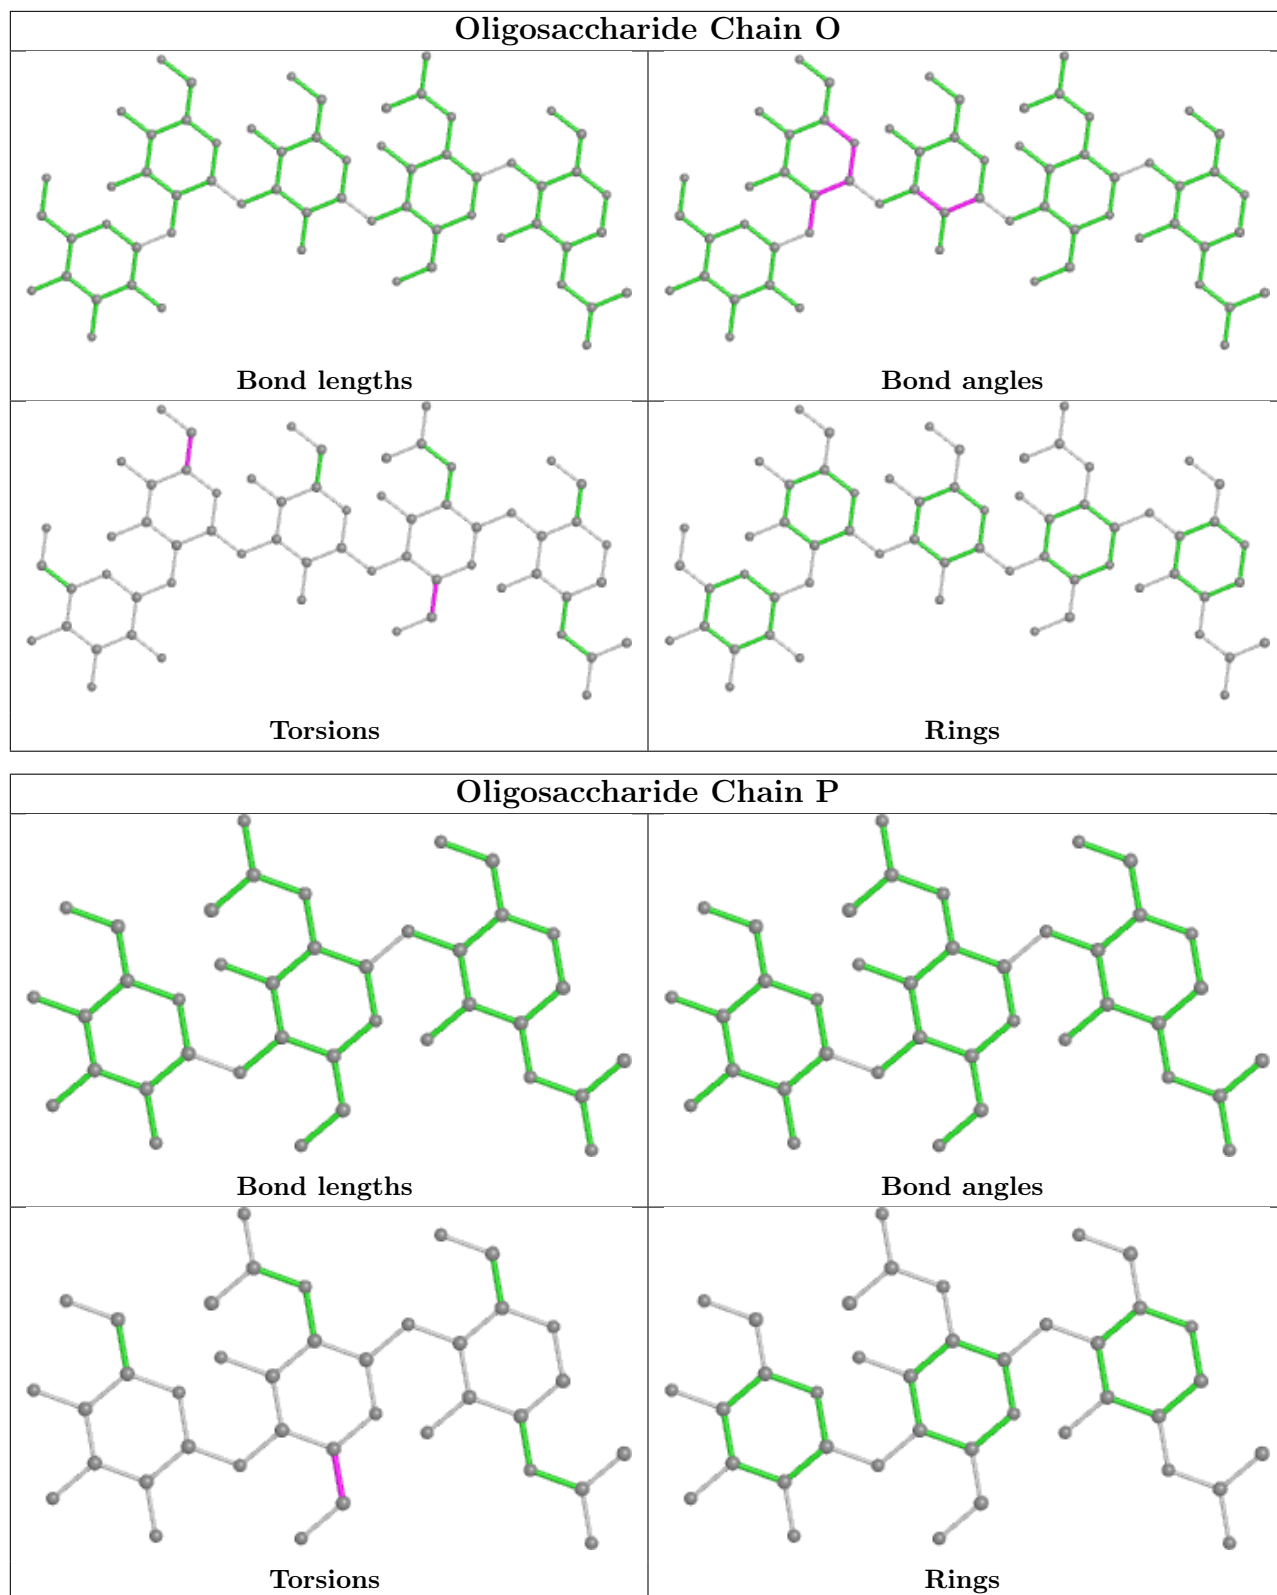 Oligosaccharide Chain O
Bond lengths
Bond angles
Torsions
Rings
Oligosaccharide Chain P
Bond lengths
Bond angles
Torsions
Rings